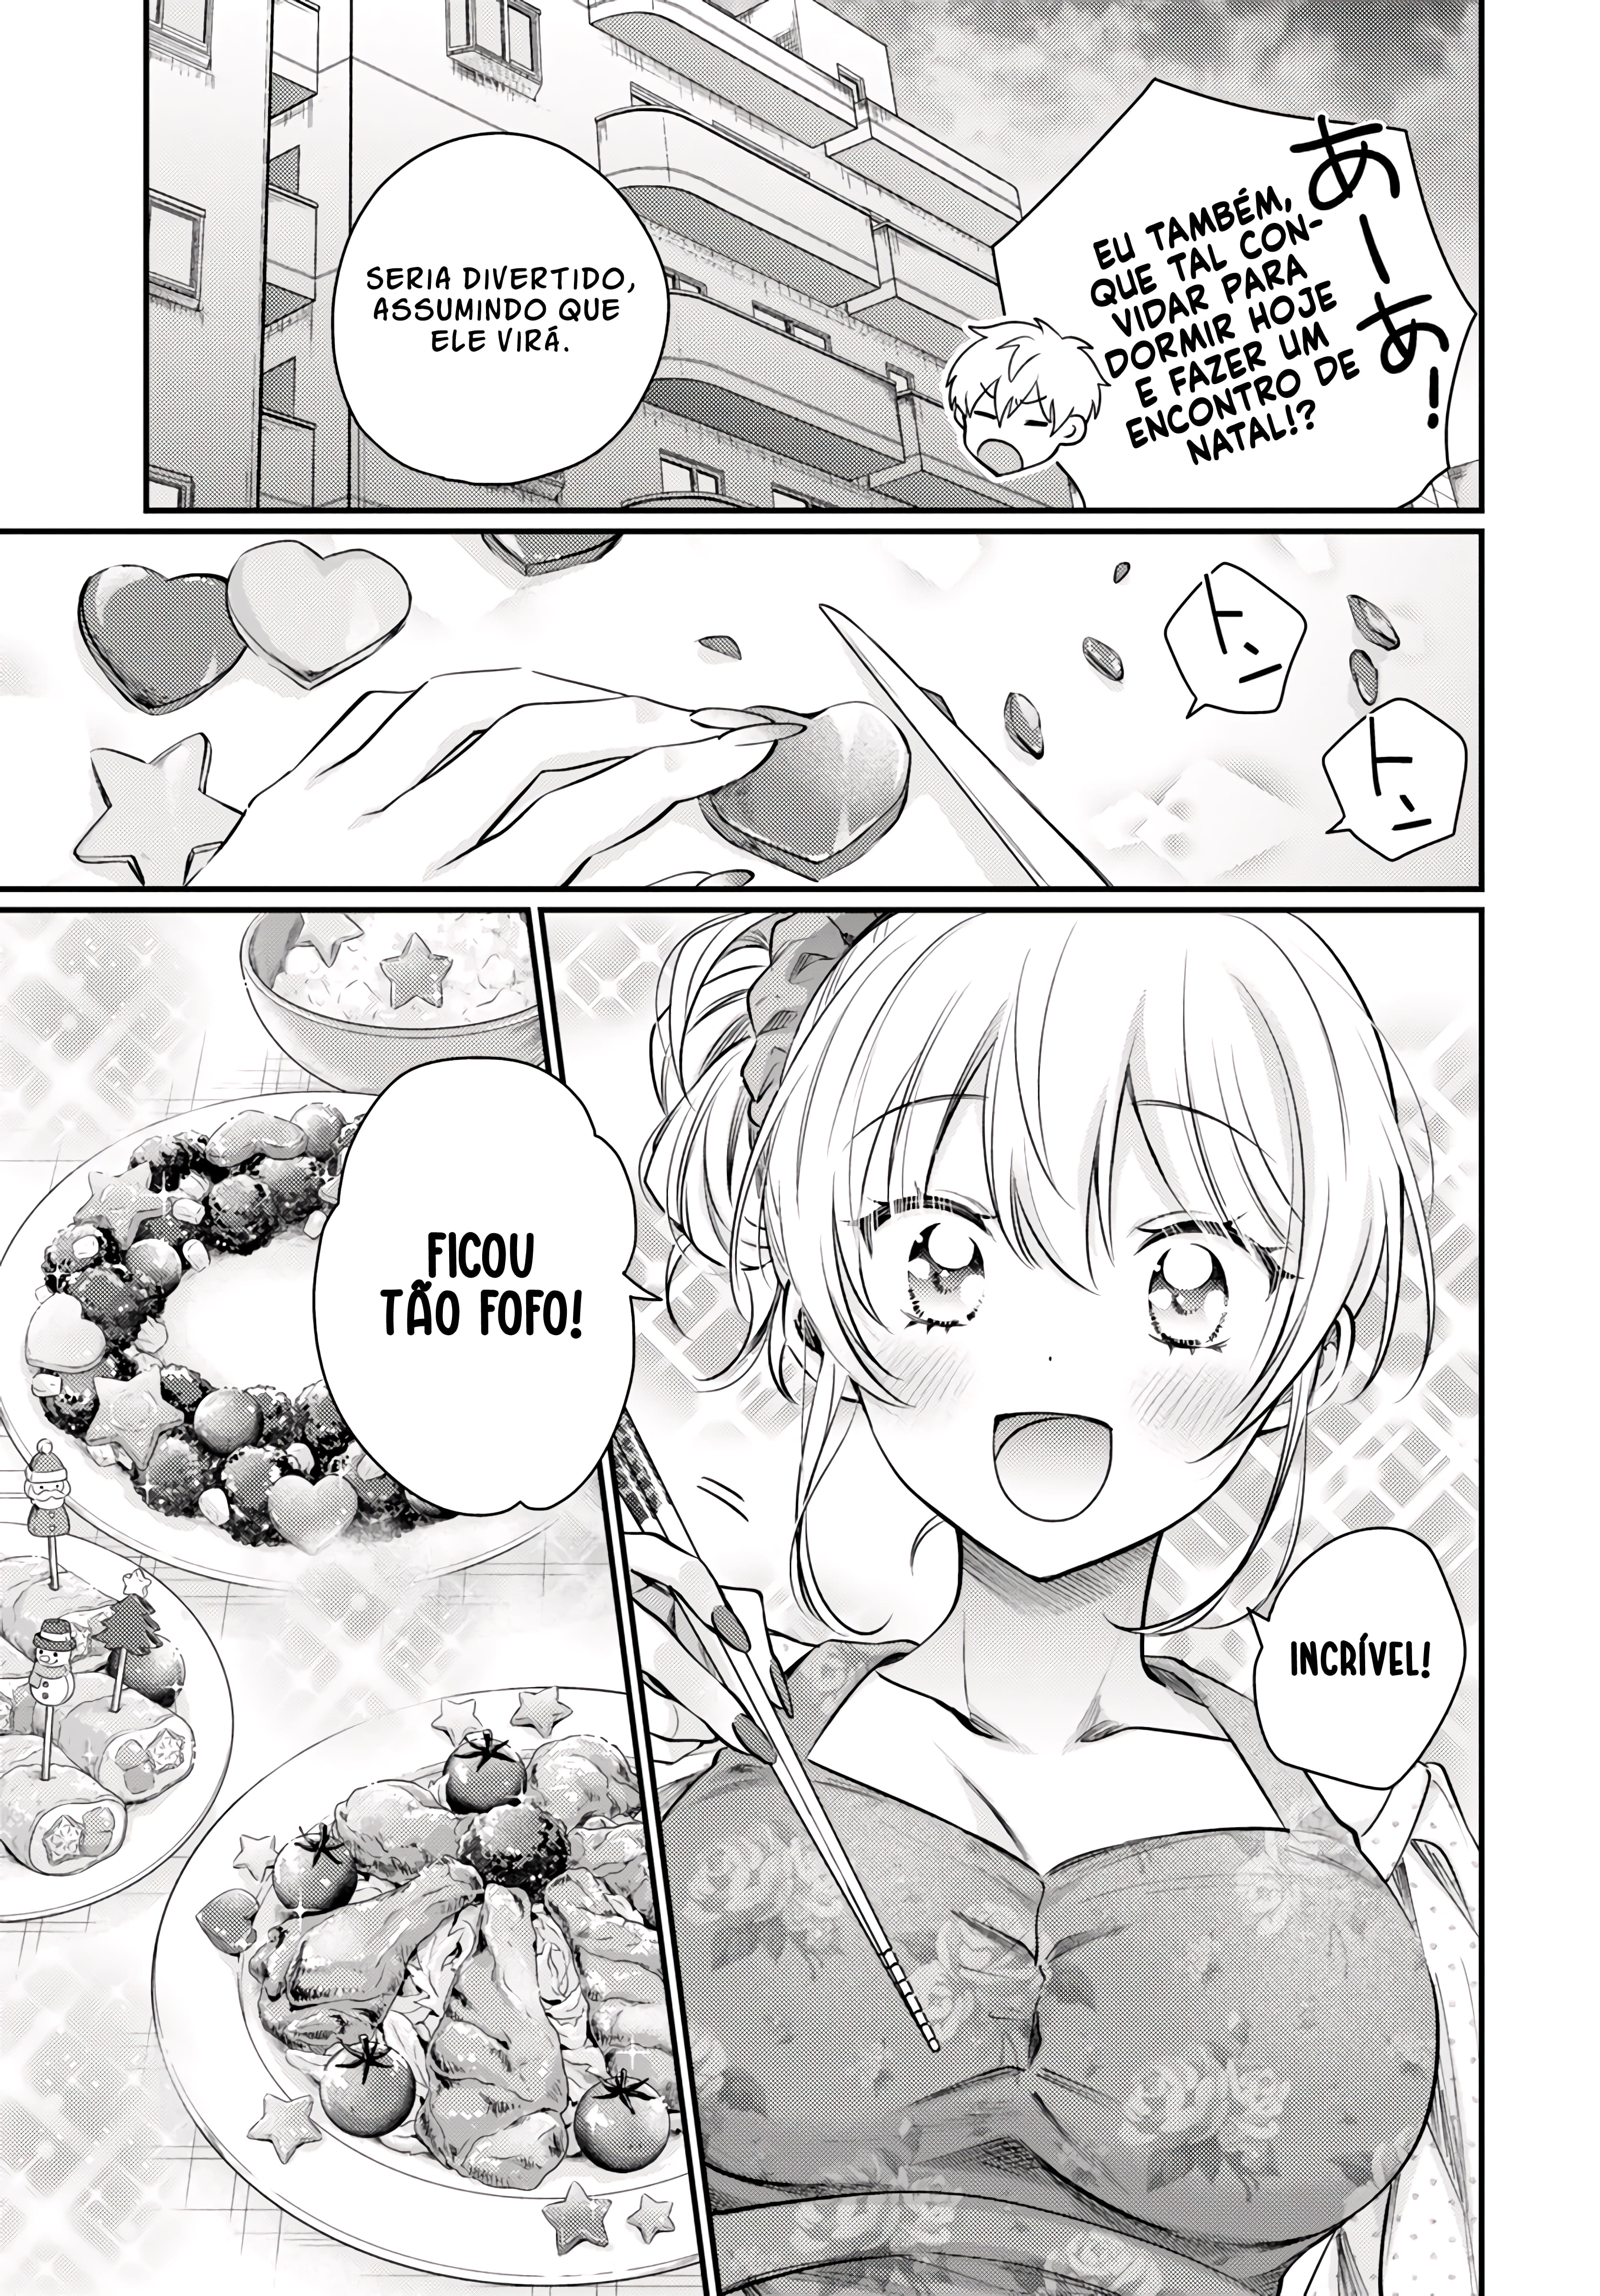 あーあ!
EU TAMBÉM,
QUE TAL CON-
VIDAR PARA
DORMIR HOJE
E FAZER UM
ENCONTRO DE
NATAL!?
SERIA DIVERTIDO,
ASSUMINDO QUE
ELE VIRÁ.
トン
トン
INCRÍVEL!
FICOU
TÃO FOFO!